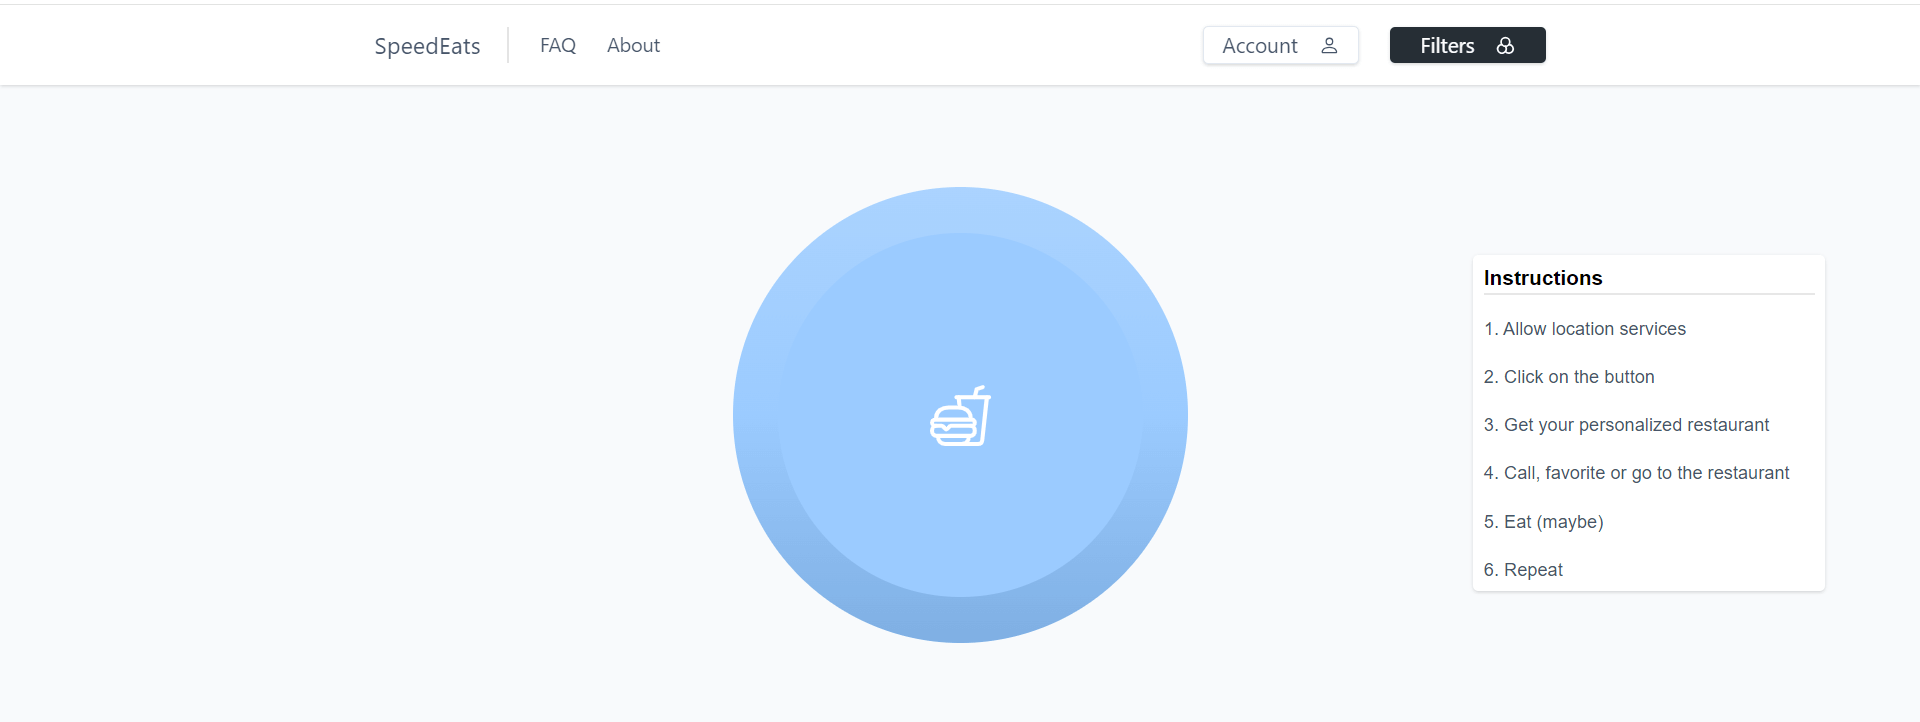 SpeedEats
FAQ
About
Account
Filters
Instructions
1. Allow location services
2. Click on the button
3. Get your personalized restaurant
4. Call, favorite or go to the restaurant
5. Eat (maybe)
6. Repeat